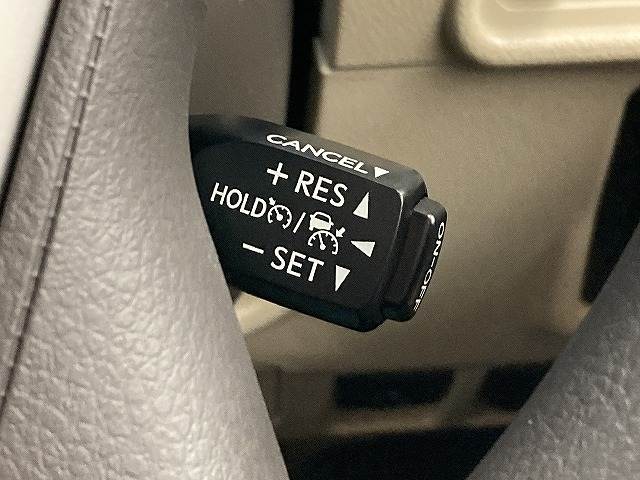 CANCEL▼
+ RES ▲
HOLD / ◀
− SET ▼
ON-OFF